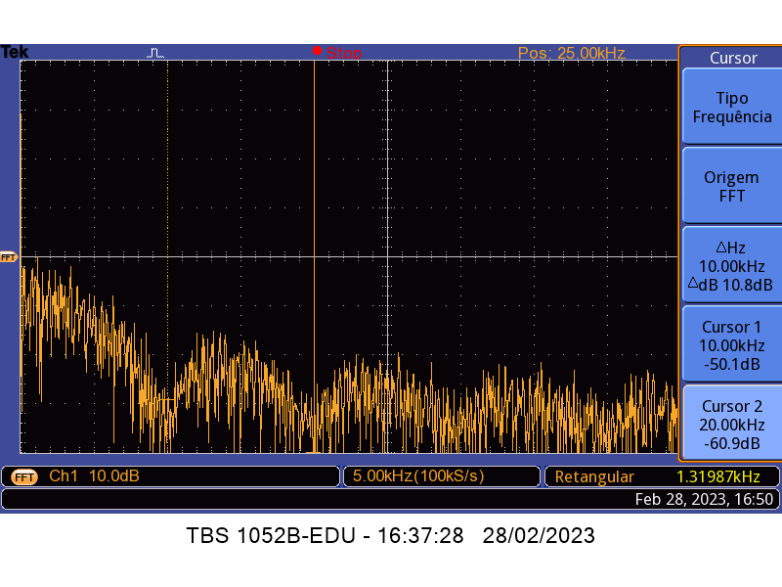 Tek Stop Pos: 25.00kHz
Cursor
Tipo
Frequência
Origem
FFT
△Hz
10.00kHz
△dB 10.8dB
Cursor 1
10.00kHz
-50.1dB
Cursor 2
20.00kHz
-60.9dB
FFT
FFT Ch1 10.0dB 5.00kHz(100kS/s) Retangular 1.31987kHz
Feb 28, 2023, 16:50
TBS 1052B-EDU - 16:37:28 28/02/2023